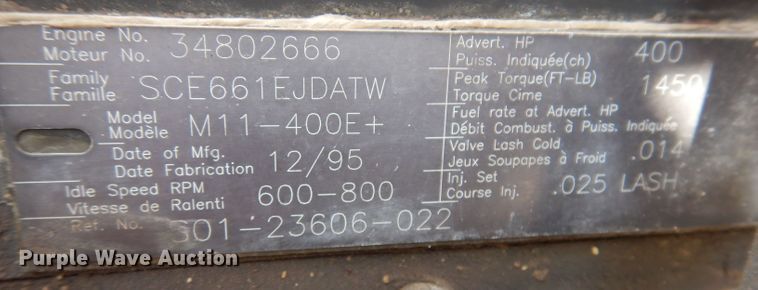 Engine No.
Moteur No. 34802666
Family
Famille SCE661EJDATW
Model
Modèle M11-400E+
Date of Mfg.
Date Fabrication 12/95
Idle Speed RPM
Vitesse de Ralenti 600-800
Ref. No. S01-23606-022
Advert. HP
Puiss. Indiquée(ch) 400
Peak Torque(FT-LB)
Torque Cime 1450
Fuel rate at Advert. HP
Débit Combust. à Puiss. Indiquée
Valve Lash Cold
Jeux Soupapes à Froid .014
Inj. Set
Course Inj. .025 LASH
Purple Wave Auction